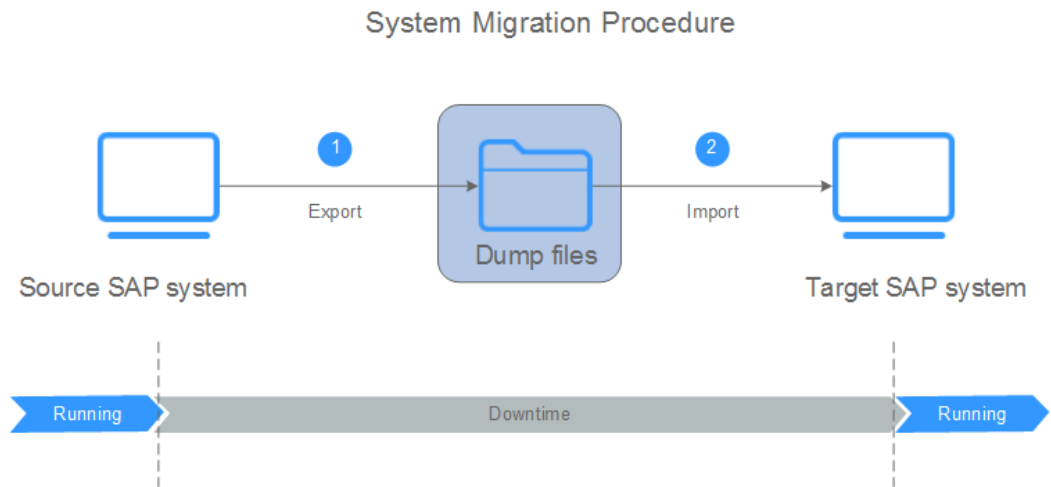 System Migration Procedure
1
2
Export
Import
Dump files
Source SAP system
Target SAP system
Running
Downtime
Running